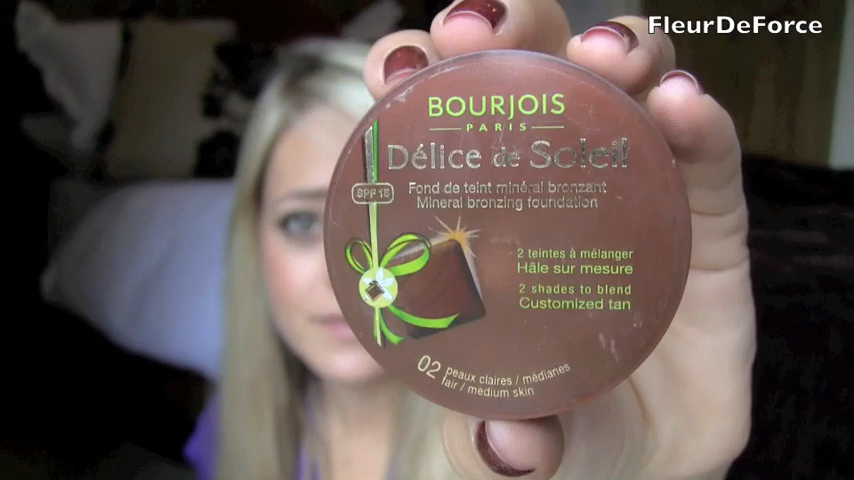 FleurDeForce
BOURJOIS
PARIS
Délice de Soleil
SPF 15
Fond de teint minéral bronzant
Mineral bronzing foundation
2 teintes à mélanger
Hâle sur mesure
2 shades to blend
Customized tan
02 peaux claires / médianes
fair / medium skin